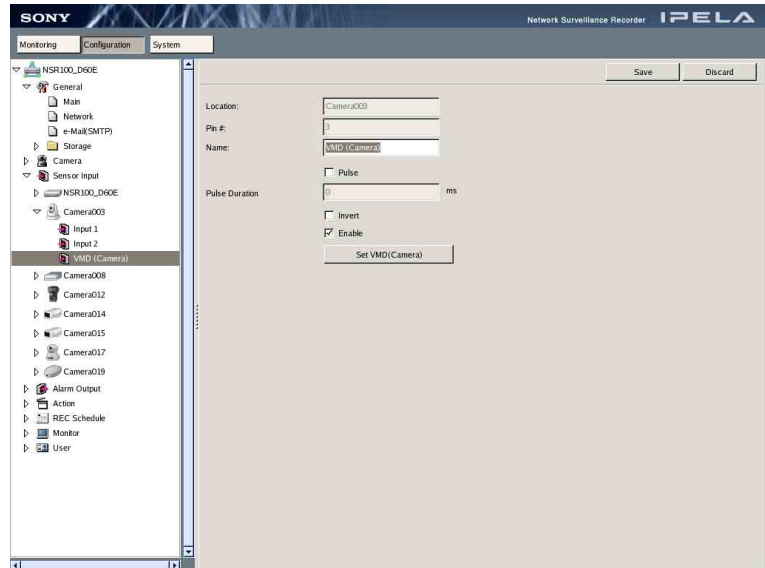 SONY
Network Surveillance Recorder IPELA
Monitoring Configuration System
NSR100_D60E
General
Main
Network
e-Mail(SMTP)
Storage
Camera
Sensor Input
NSR100_D60E
Camera003
Input 1
Input 2
VMD (Camera)
Camera008
Camera012
Camera014
Camera015
Camera017
Camera019
Alarm Output
Action
REC Schedule
Monitor
User
Save Discard
Location: Camera003
Pin #: 3
Name: VMD (Camera)
Pulse
Pulse Duration 0 ms
Invert
Enable
Set VMD(Camera)